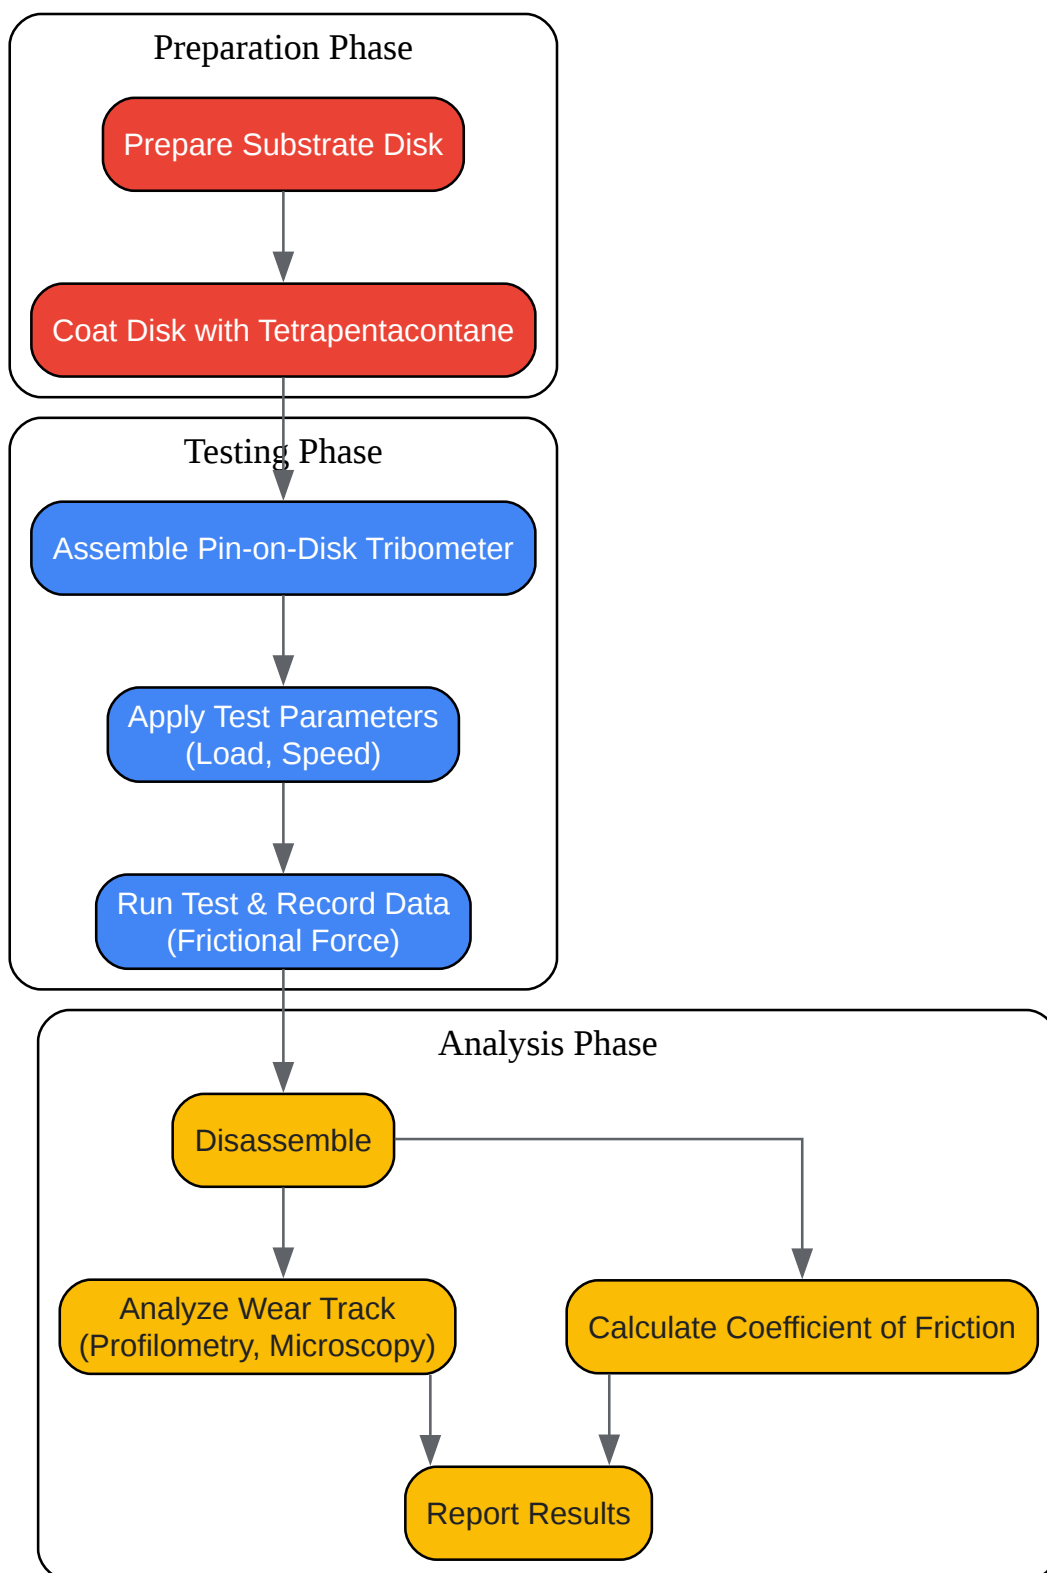 Preparation Phase
Prepare Substrate Disk
Coat Disk with Tetrapentacontane
Testing Phase
Assemble Pin-on-Disk Tribometer
Apply Test Parameters
(Load, Speed)
Run Test & Record Data
(Frictional Force)
Analysis Phase
Disassemble
Analyze Wear Track
(Profilometry, Microscopy)
Calculate Coefficient of Friction
Report Results